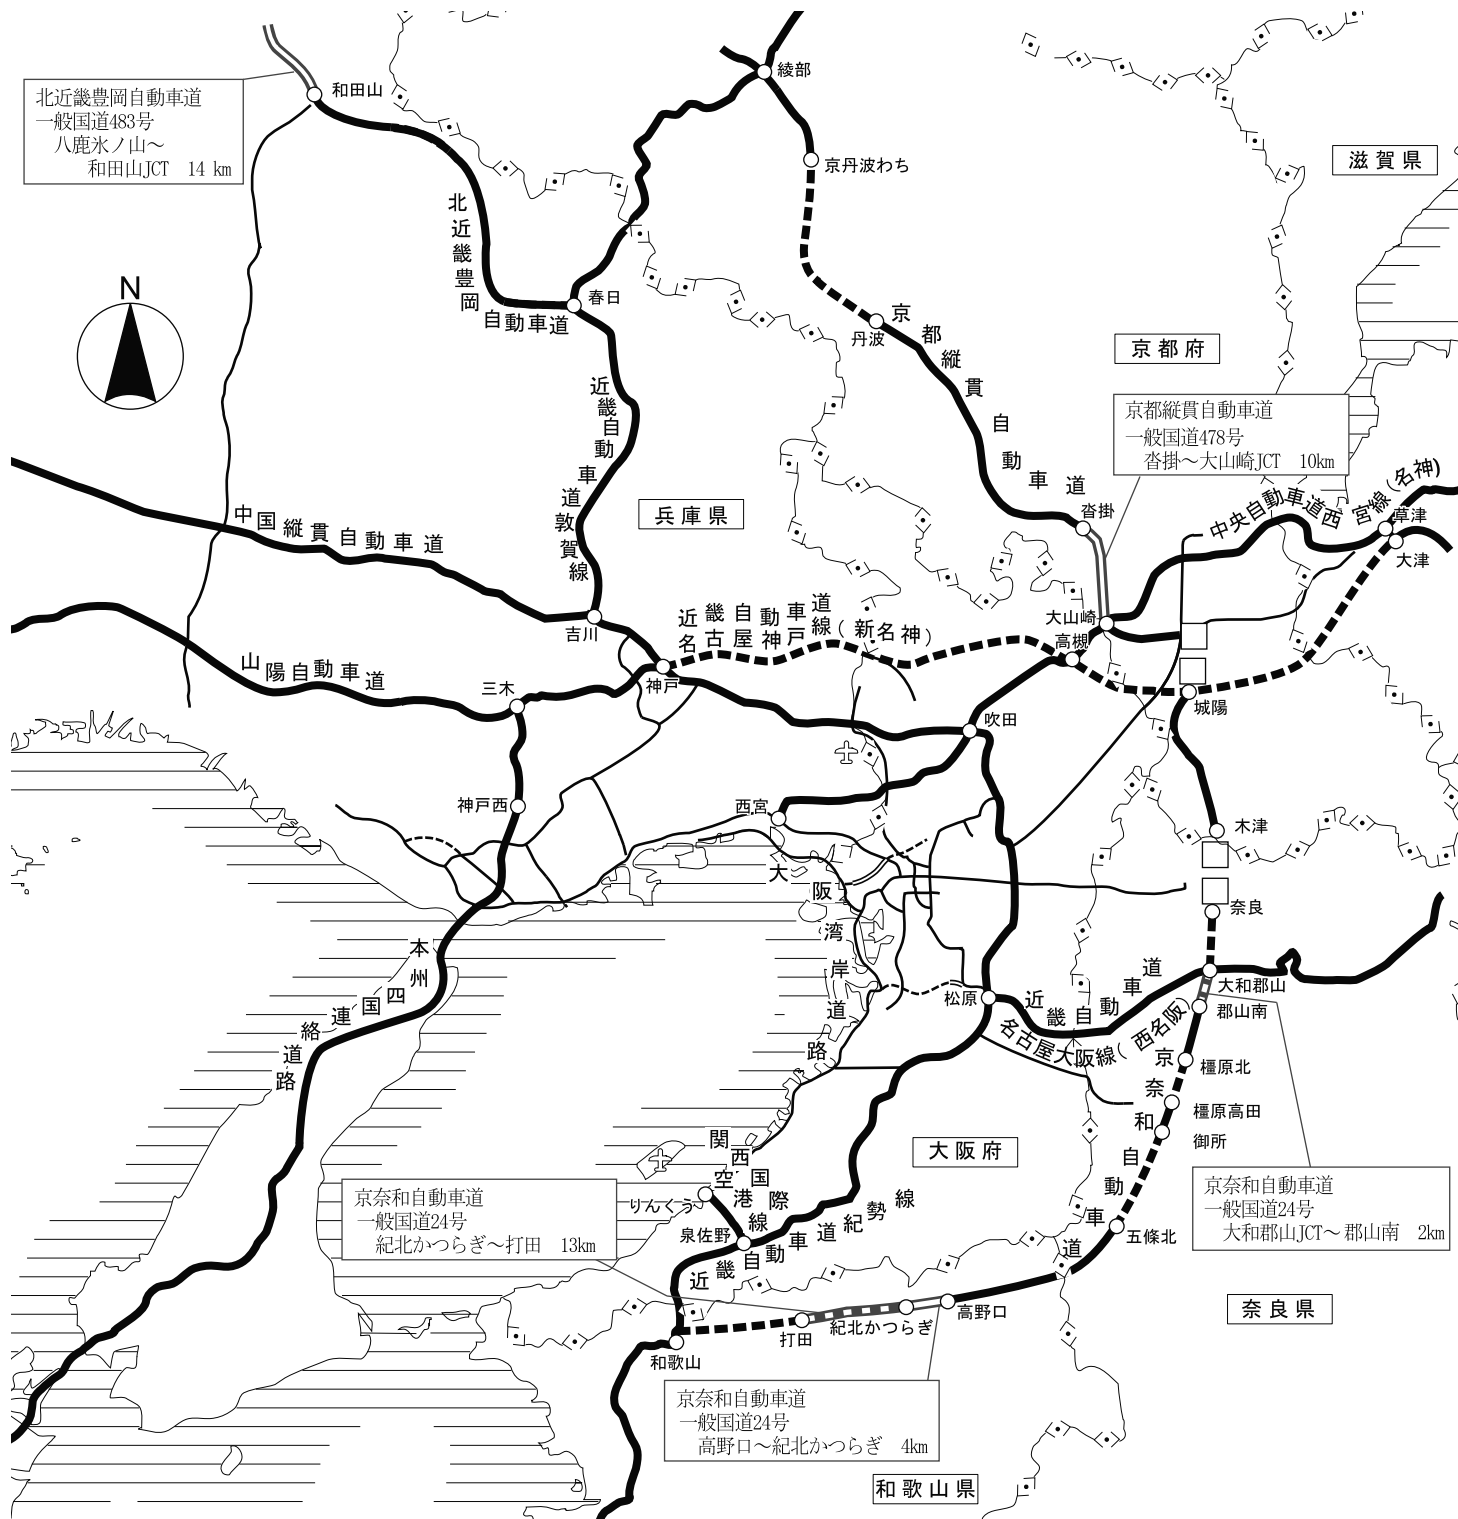 綾部
和田山
北近畿豊岡自動車道
一般国道483号
八鹿氷ノ山～
和田山JCT 14 km
京丹波わち
滋賀県
北近畿豊岡自動車道
N
春日
丹波
京都縦貫自動車道
京都府
近畿自動車道敦賀線
京都縦貫自動車道
一般国道478号
沓掛～大山崎JCT 10km
兵庫県
沓掛
中央自動車道西宮線(名神)
草津
大津
中国縦貫自動車道
吉川
近畿自動車道
名古屋神戸線(新名神)
大山崎
高槻
山陽自動車道
三木
神戸
城陽
吹田
神戸西
西宮
木津
大阪湾岸道路
奈良
本州四国連絡道路
松原
近畿自動車道
名古屋大阪線(西名阪)
大和郡山
郡山南
京奈和自動車道
橿原北
橿原高田
御所
大阪府
関西空港線
国際
りんくう
泉佐野
近畿自動車道紀勢線
京奈和自動車道
一般国道24号
紀北かつらぎ～打田 13km
京奈和自動車道
一般国道24号
大和郡山JCT～郡山南 2km
五條北
奈良県
高野口
紀北かつらぎ
打田
和歌山
京奈和自動車道
一般国道24号
高野口～紀北かつらぎ 4km
和歌山県